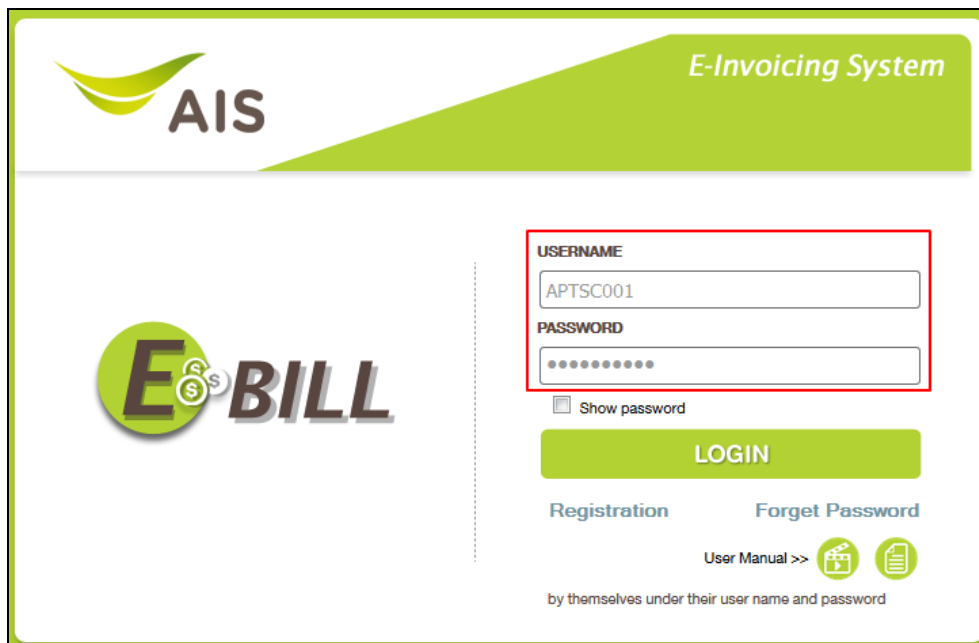 AIS
E-Invoicing System
E BILL
USERNAME
APTSC001
PASSWORD
••••••••••
Show password
LOGIN
Registration
Forget Password
User Manual >>
by themselves under their user name and password